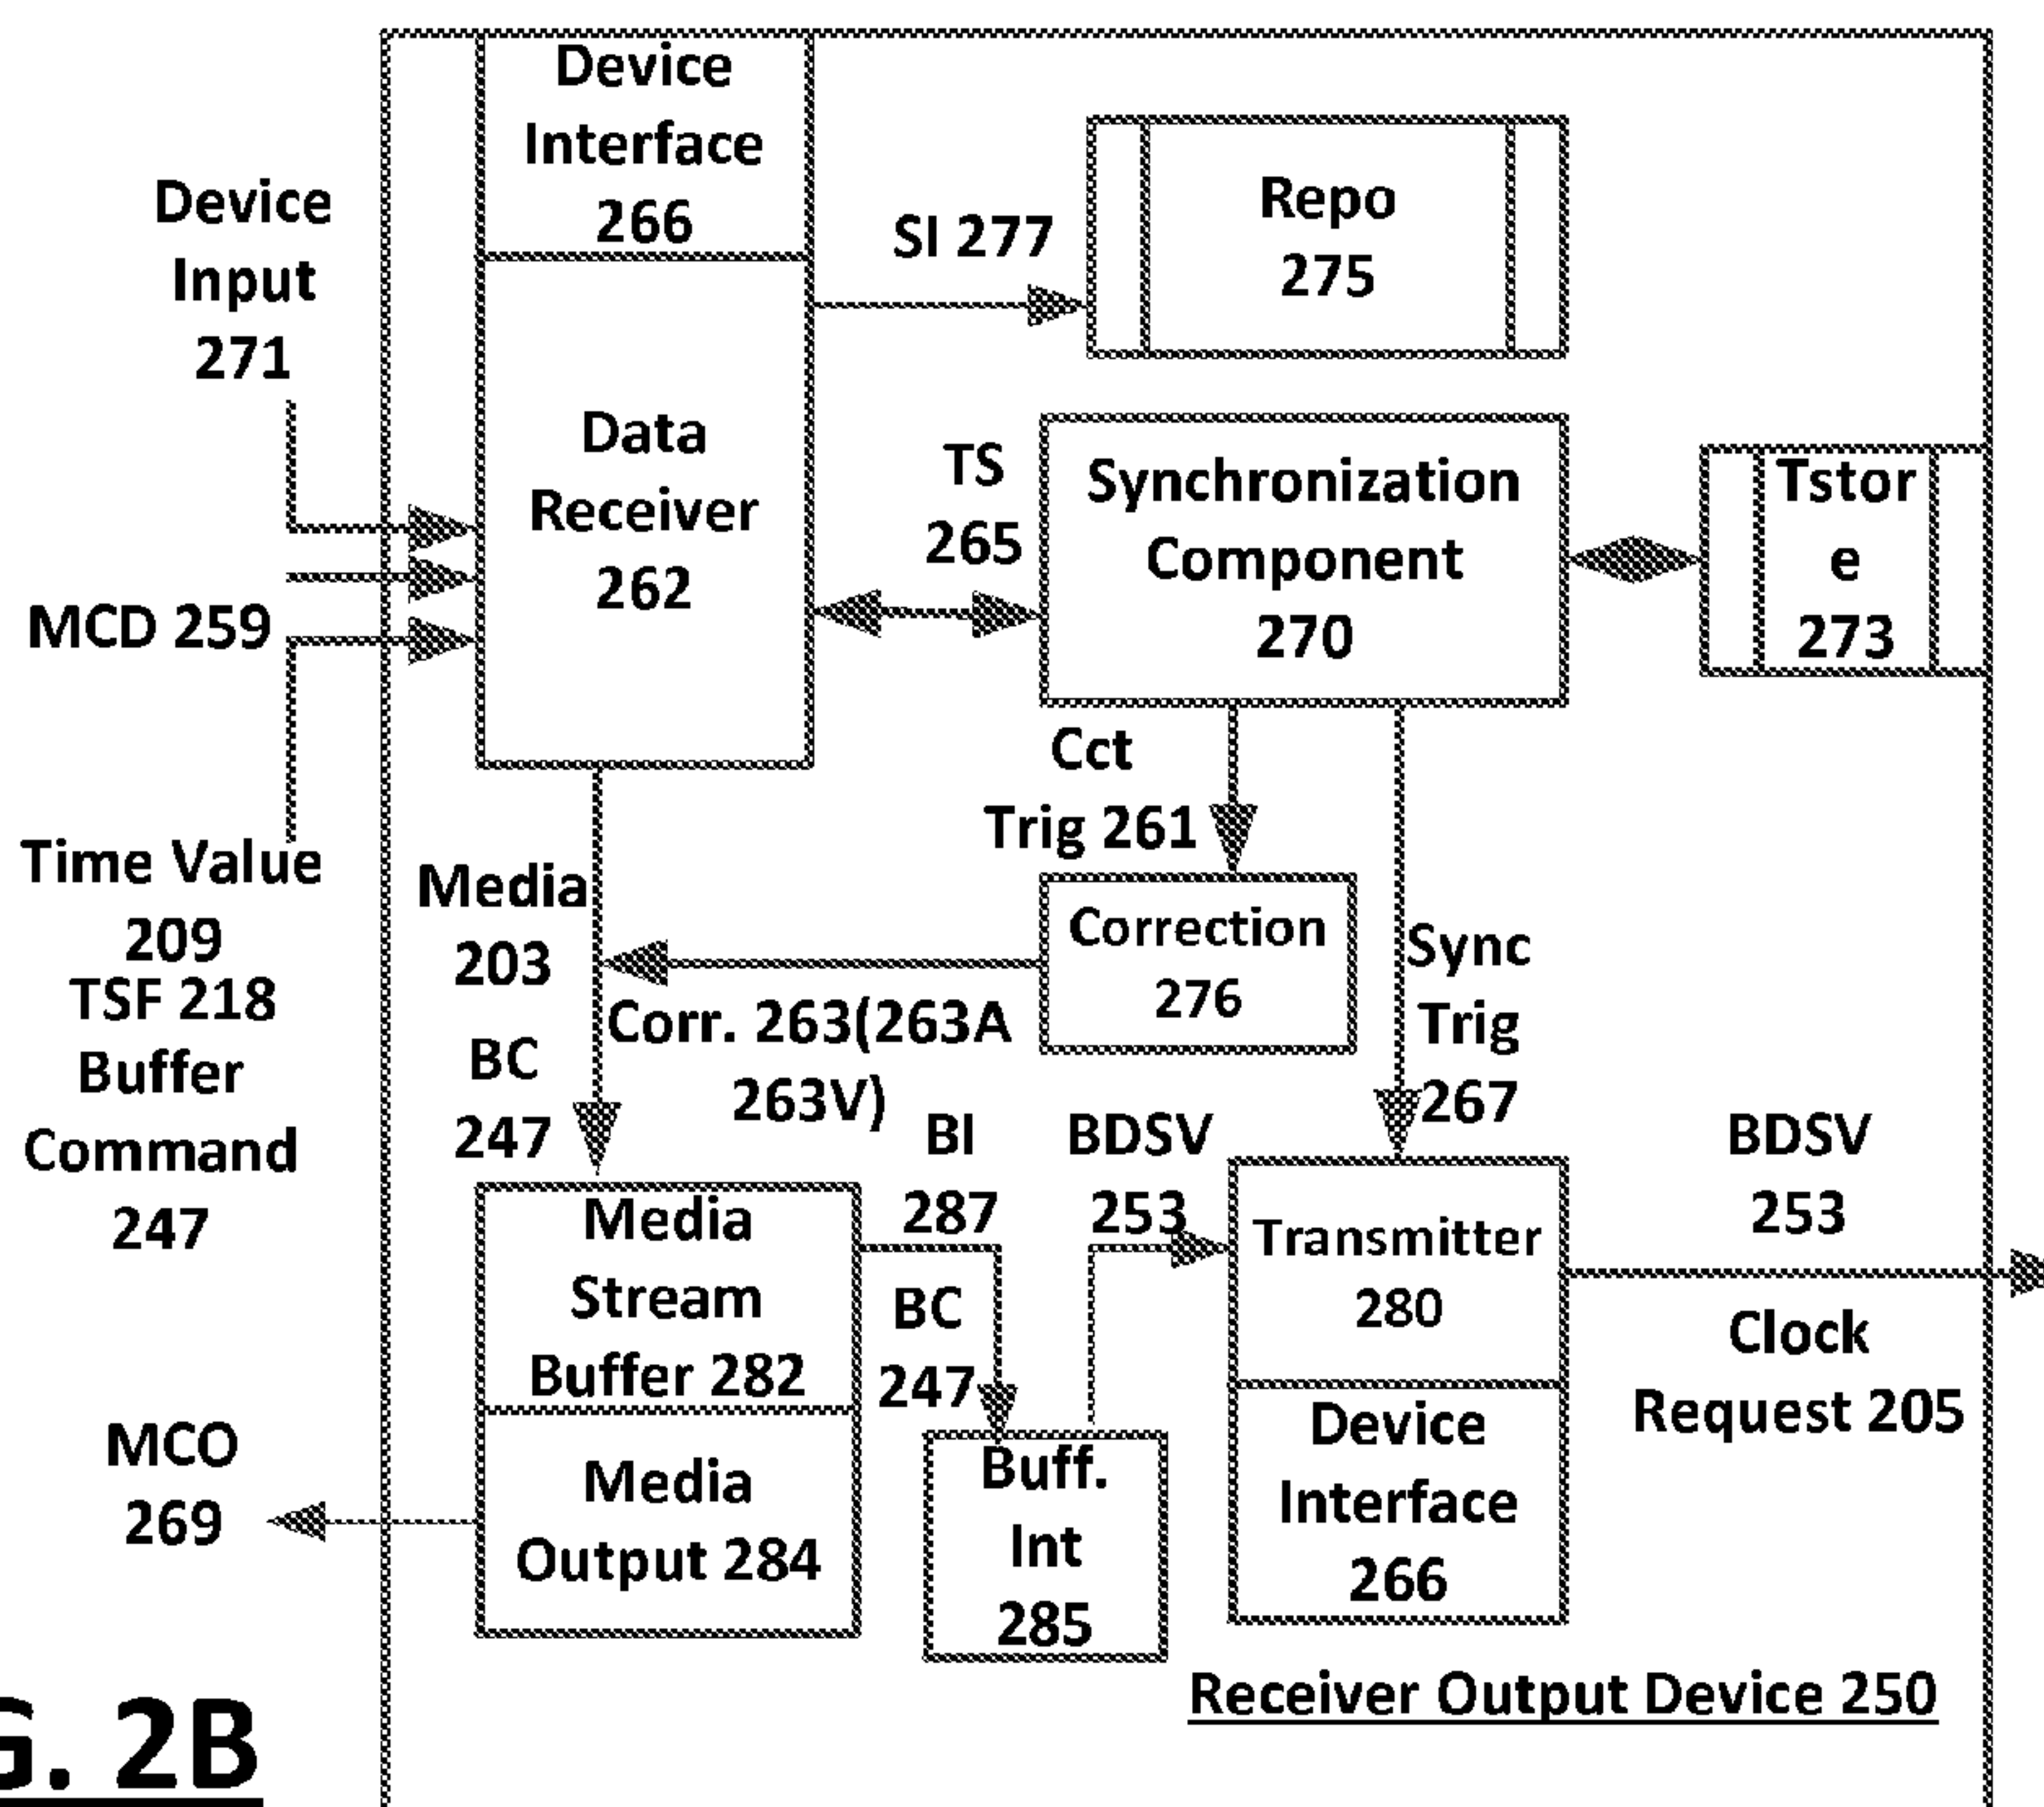 Device
Interface
266
Device
Input
271
SI 277
Repo
275
Data
Receiver
262
TS
265
Synchronization
Component
270
Tstor
e
273
MCD 259
Cct
Trig 261
Time Value
209
TSF 218
Buffer
Command
247
Media
203
BC
247
Correction
276
Corr. 263(263A
263V)
Sync
Trig
267
BI
287
BC
247
BDSV
253
BDSV
253
Media
Stream
Buffer 282
Transmitter
280
Clock
Request 205
MCO
269
Media
Output 284
Buff.
Int
285
Device
Interface
266
Receiver Output Device 250
G. 2B